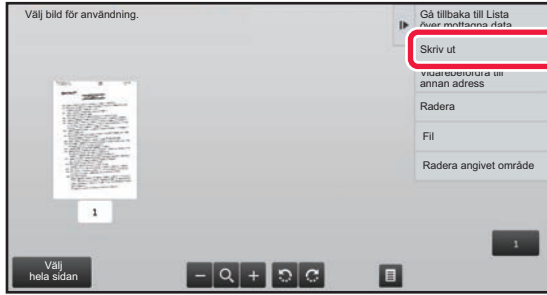 Välj bild för användning.
Gå tillbaka till Lista
över mottagna data
Skriv ut
Vidarebefordra till
annan adress
Radera
Fil
Radera angivet område
1
1
Välj
hela sidan